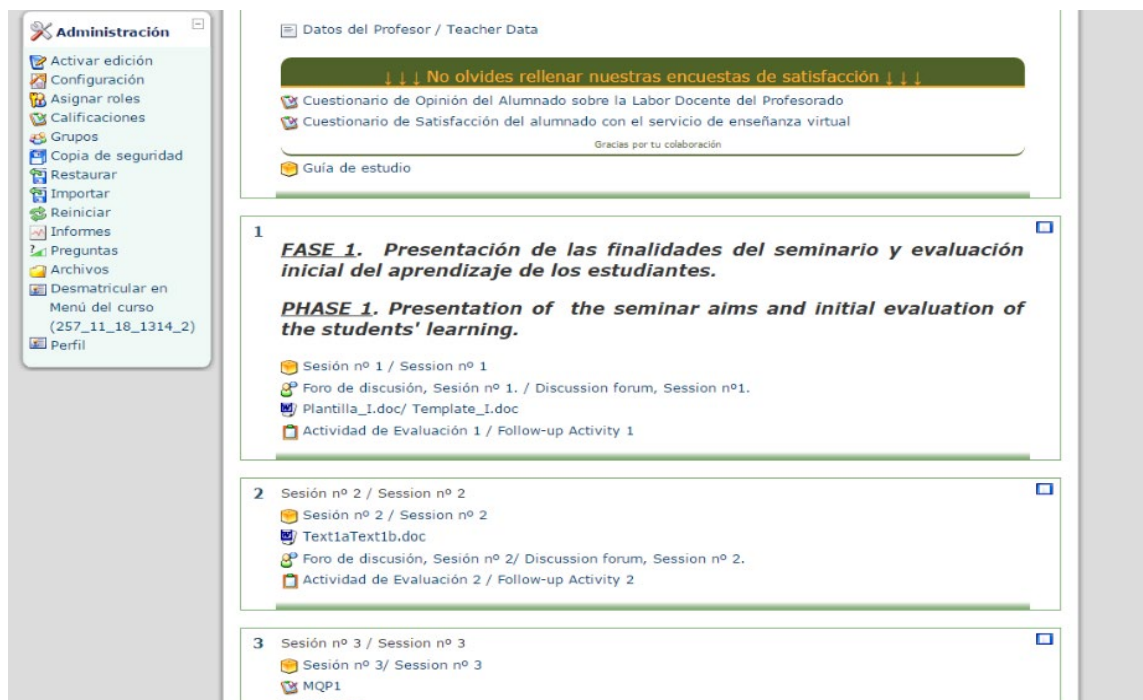 Administración
Activar edición
Configuración
Asignar roles
Calificaciones
Grupos
Copia de seguridad
Restaurar
Importar
Reiniciar
Informes
Preguntas
Archivos
Desmatricular en
Menú del curso
(257_11_18_1314_2)
Perfil
Datos del Profesor / Teacher Data
↓ ↓ ↓ No olvides rellenar nuestras encuestas de satisfacción ↓ ↓ ↓
Cuestionario de Opinión del Alumnado sobre la Labor Docente del Profesorado
Cuestionario de Satisfacción del alumnado con el servicio de enseñanza virtual
Gracias por tu colaboración
Guía de estudio
1
FASE 1. Presentación de las finalidades del seminario y evaluación
inicial del aprendizaje de los estudiantes.
PHASE 1. Presentation of the seminar aims and initial evaluation of
the students' learning.
Sesión nº 1 / Session nº 1
Foro de discusión, Sesión nº 1. / Discussion forum, Session nº1.
Plantilla_I.doc/ Template_I.doc
Actividad de Evaluación 1 / Follow-up Activity 1
2 Sesión nº 2 / Session nº 2
Sesión nº 2 / Session nº 2
Text1aText1b.doc
Foro de discusión, Sesión nº 2/ Discussion forum, Session nº 2.
Actividad de Evaluación 2 / Follow-up Activity 2
3 Sesión nº 3 / Session nº 3
Sesión nº 3/ Session nº 3
MQP1